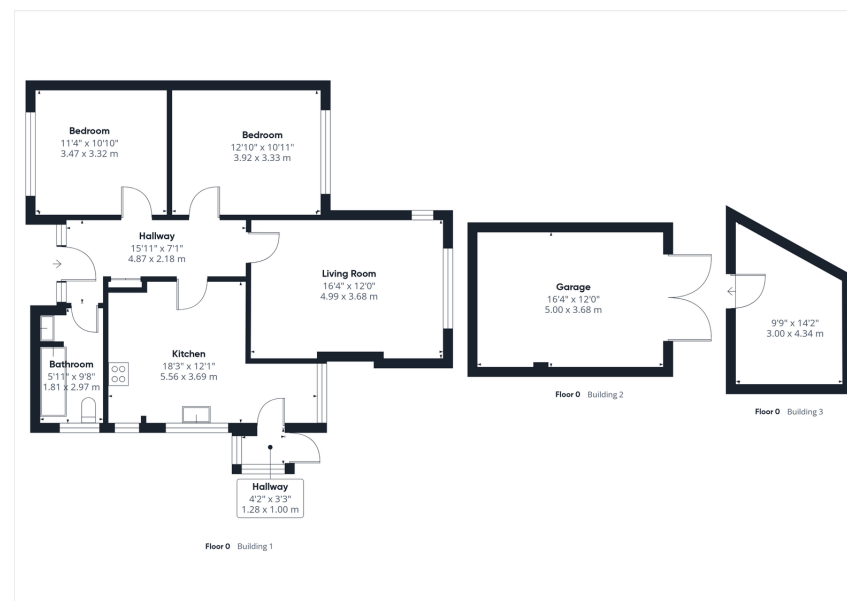 Bedroom
11'4" x 10'10"
3.47 x 3.32 m
Bedroom
12'10" x 10'11"
3.92 x 3.33 m
Hallway
15'11" x 7'1"
4.87 x 2.18 m
Living Room
16'4" x 12'0"
4.99 x 3.68 m
Kitchen
18'3" x 12'1"
5.56 x 3.69 m
Bathroom
5'11" x 9'8"
1.81 x 2.97 m
Hallway
4'2" x 3'3"
1.28 x 1.00 m
Floor 0 Building 1
Garage
16'4" x 12'0"
5.00 x 3.68 m
Floor 0 Building 2
9'9" x 14'2"
3.00 x 4.34 m
Floor 0 Building 3